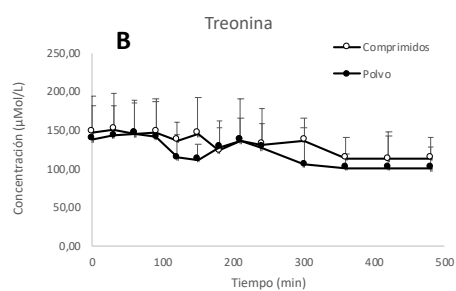 Treonina
B
Comprimidos
Polvo
250,00
200,00
150,00
100,00
50,00
0,00
Concentración (µMol/L)
0 100 200 300 400 500
Tiempo (min)